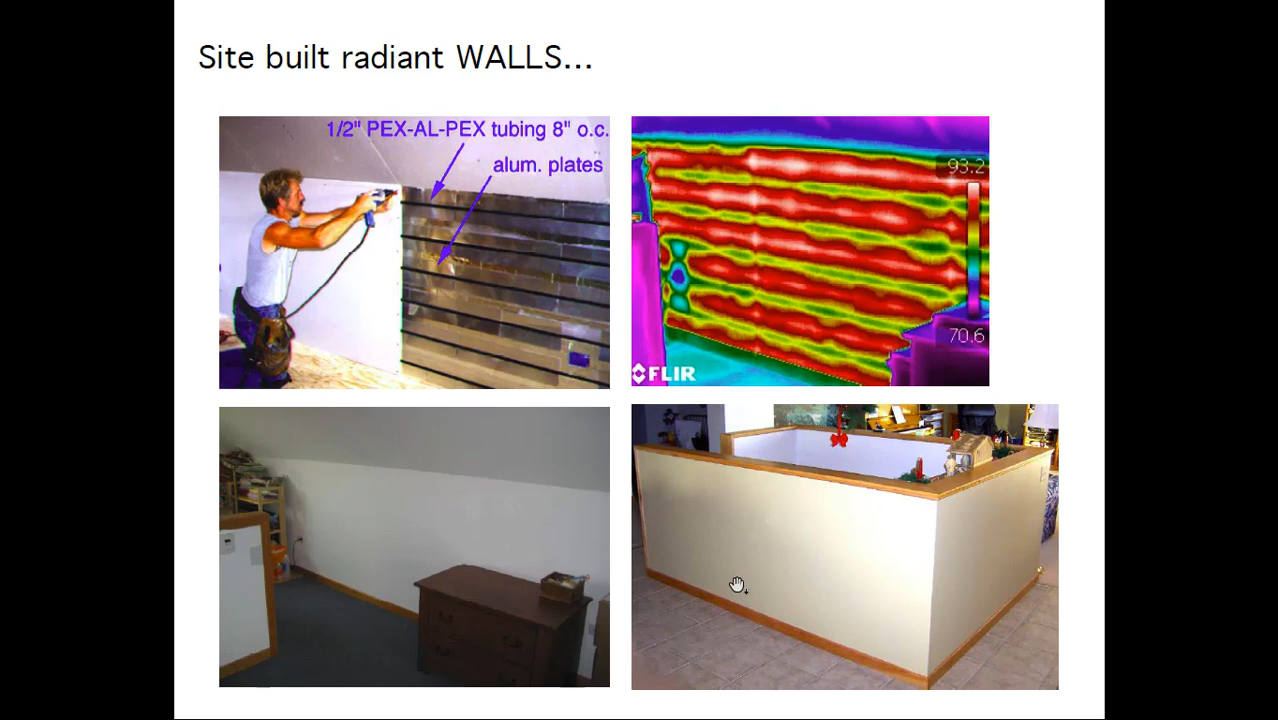 Site built radiant WALLS...
1/2" PEX-AL-PEX tubing 8" o.c.
alum. plates
93.2
70.6
FLIR